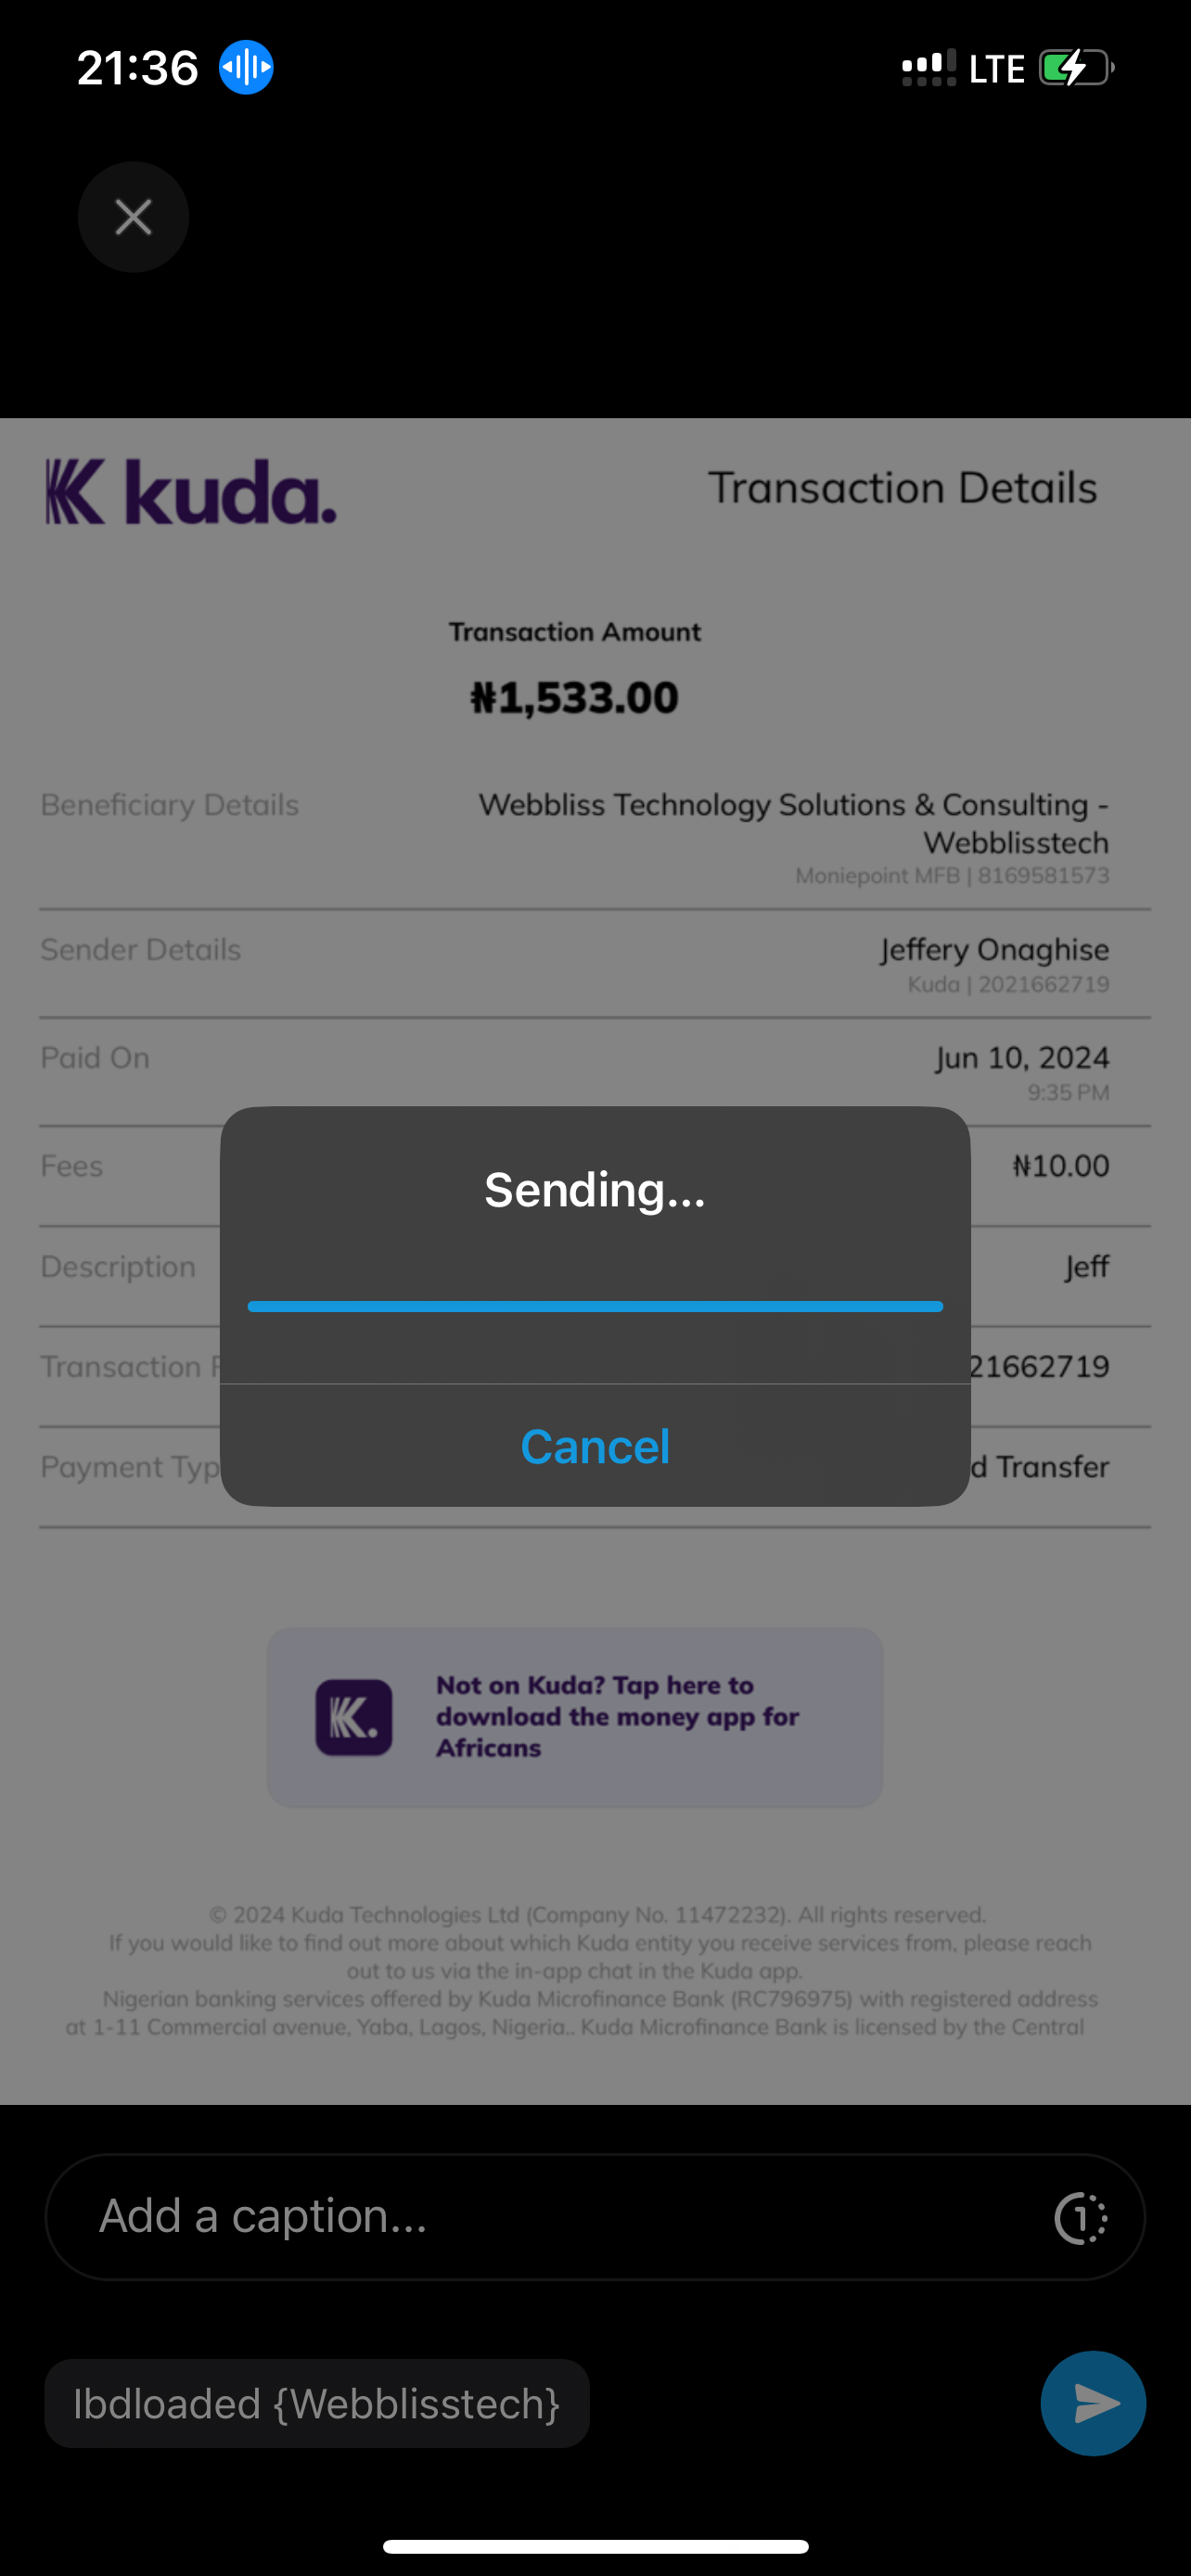 21:36
LTE
kuda.
Transaction Details
Transaction Amount
₦1,533.00
Beneficiary Details
Webbliss Technology Solutions & Consulting -
Webblisstech
Moniepoint MFB | 8169581573
Sender Details
Jeffery Onaghise
Kuda | 2021662719
Paid On
Jun 10, 2024
9:35 PM
Fees
₦10.00
Sending...
Description
Jeff
Transaction
21662719
Cancel
Payment Typ
d Transfer
K.
Not on Kuda? Tap here to
download the money app for
Africans
© 2024 Kuda Technologies Ltd (Company No. 11472232). All rights reserved.
If you would like to find out more about which Kuda entity you receive services from, please reach
out to us via the in-app chat in the Kuda app.
Nigerian banking services offered by Kuda Microfinance Bank (RC796975) with registered address
at 1-11 Commercial avenue, Yaba, Lagos, Nigeria.. Kuda Microfinance Bank is licensed by the Central
Add a caption...
1
Ibdloaded {Webblisstech}